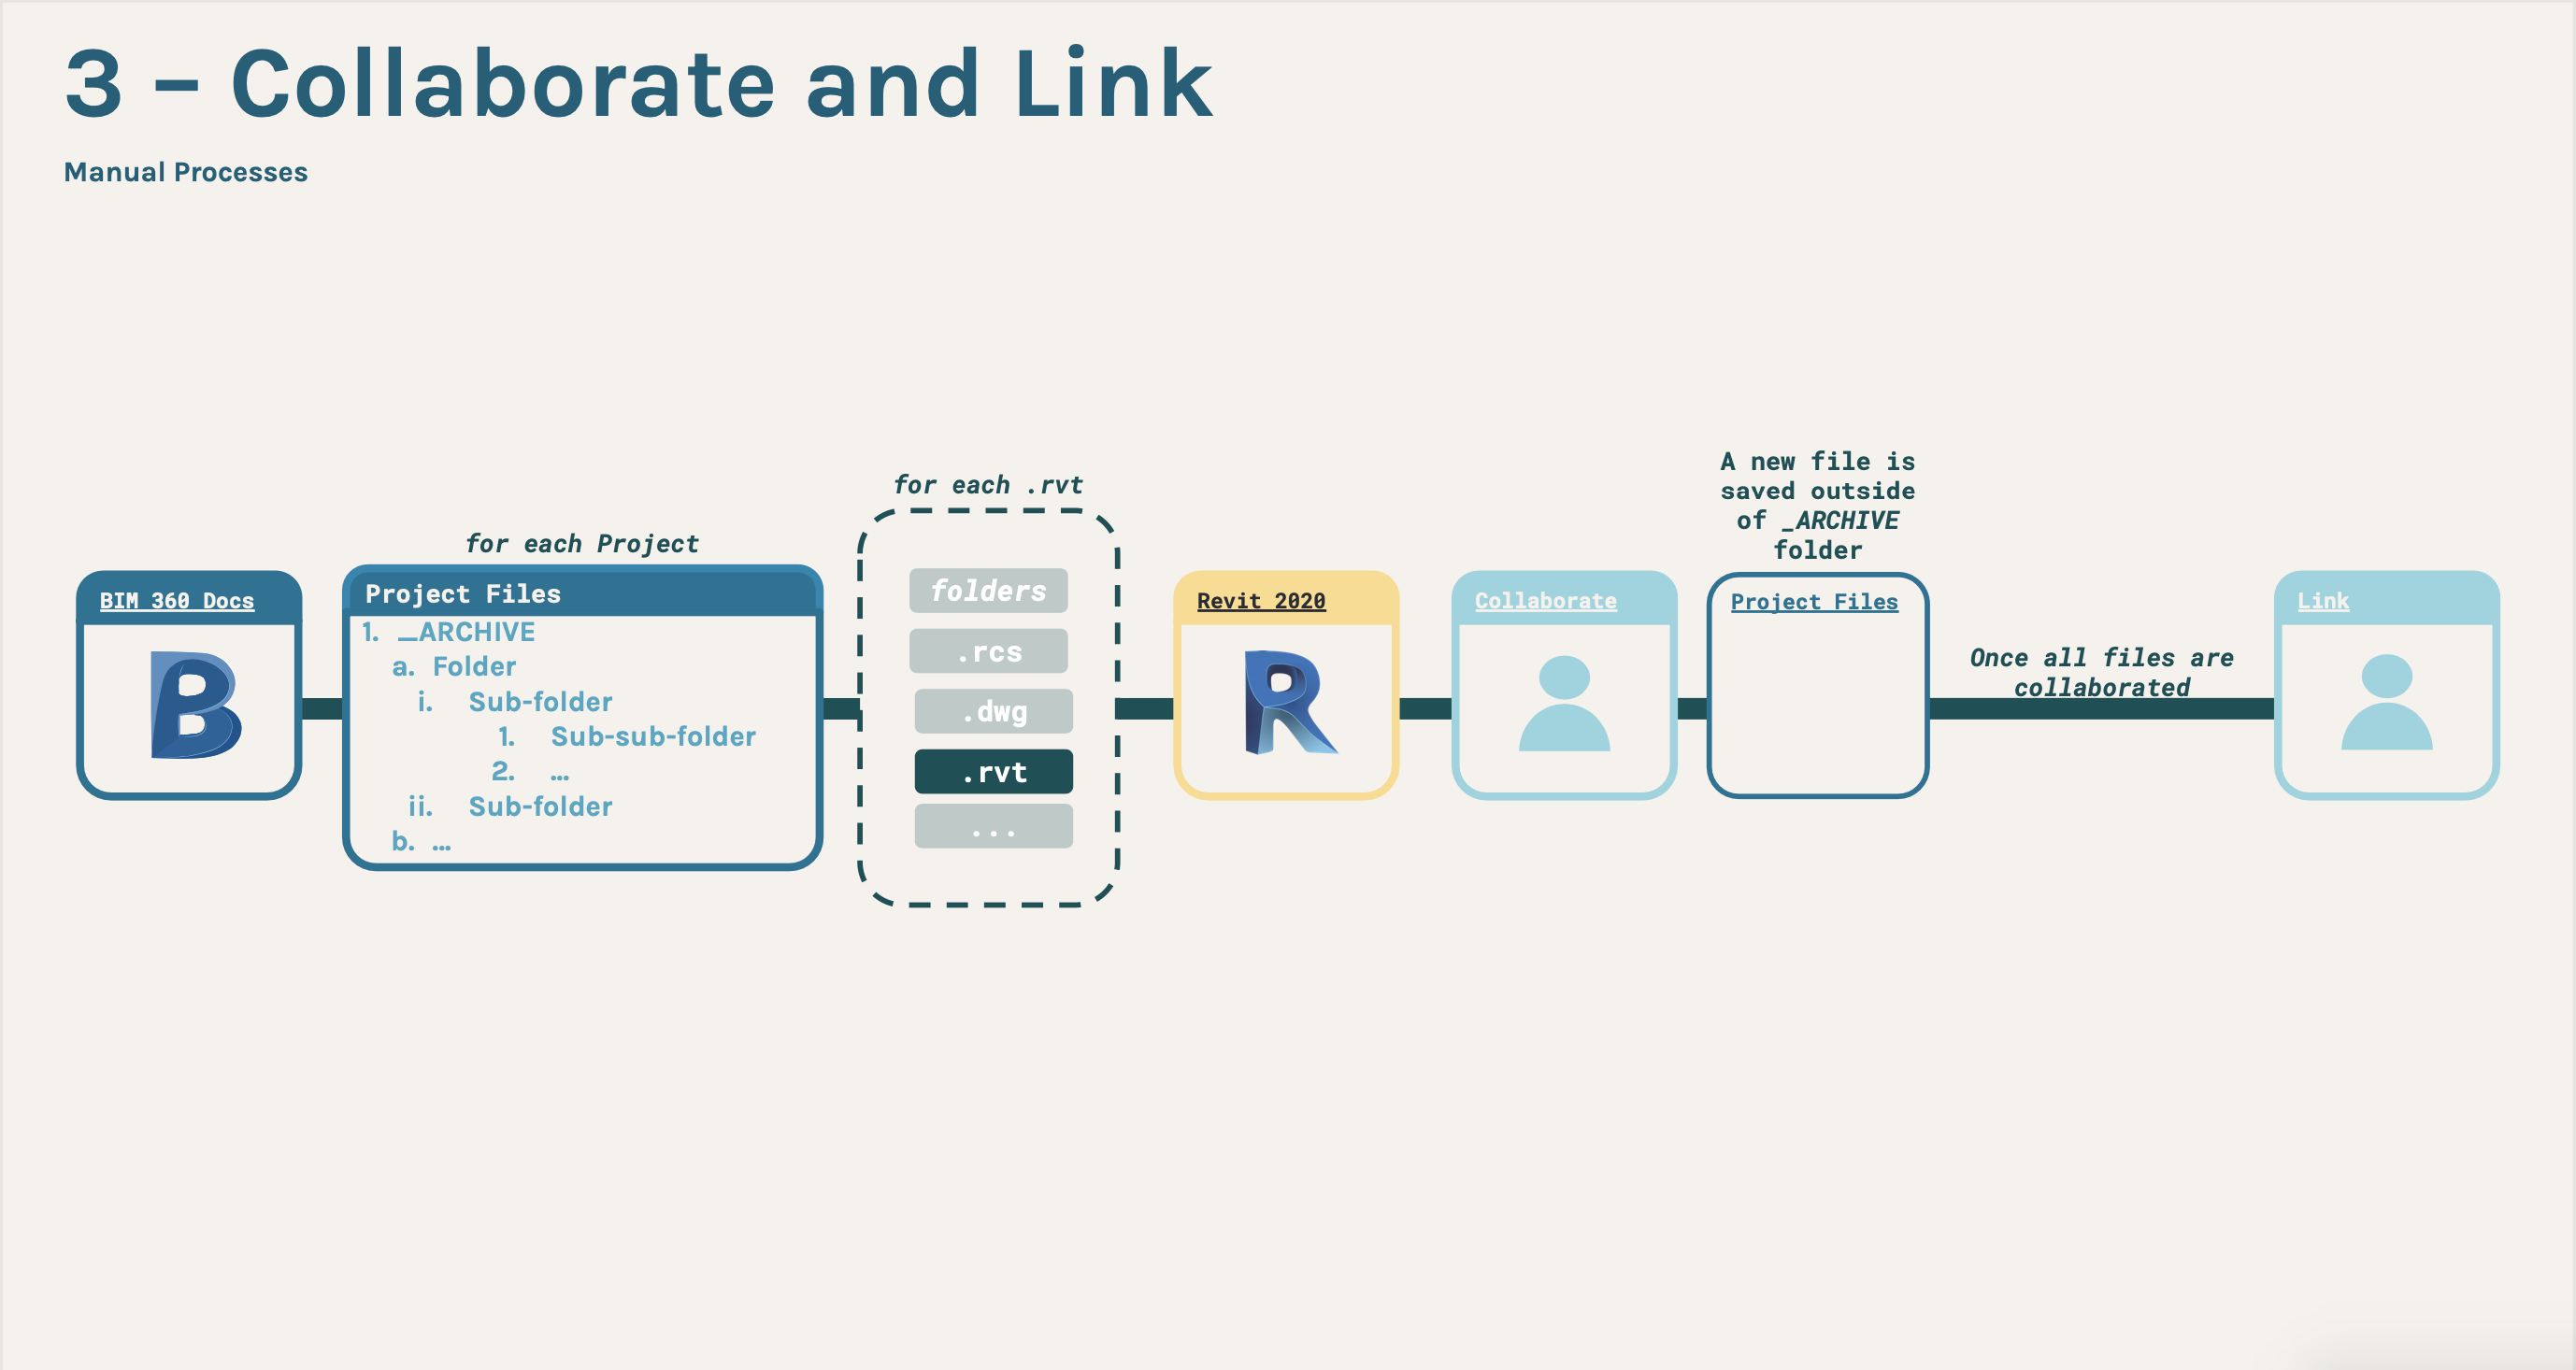 3 – Collaborate and Link
Manual Processes
BIM 360 Docs
for each Project
Project Files
1. _ARCHIVE
a. Folder
i. Sub-folder
1. Sub-sub-folder
2. ...
ii. Sub-folder
b. ...
for each .rvt
folders
.rcs
.dwg
.rvt
...
Revit 2020
Collaborate
A new file is
saved outside
of _ARCHIVE
folder
Project Files
Once all files are
collaborated
Link